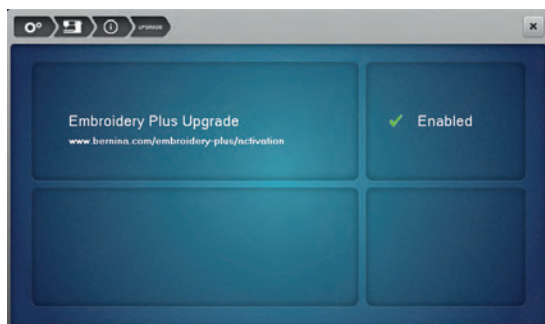 UPGRADE
Embroidery Plus Upgrade
www.bernina.com/embroidery-plus/activation
Enabled